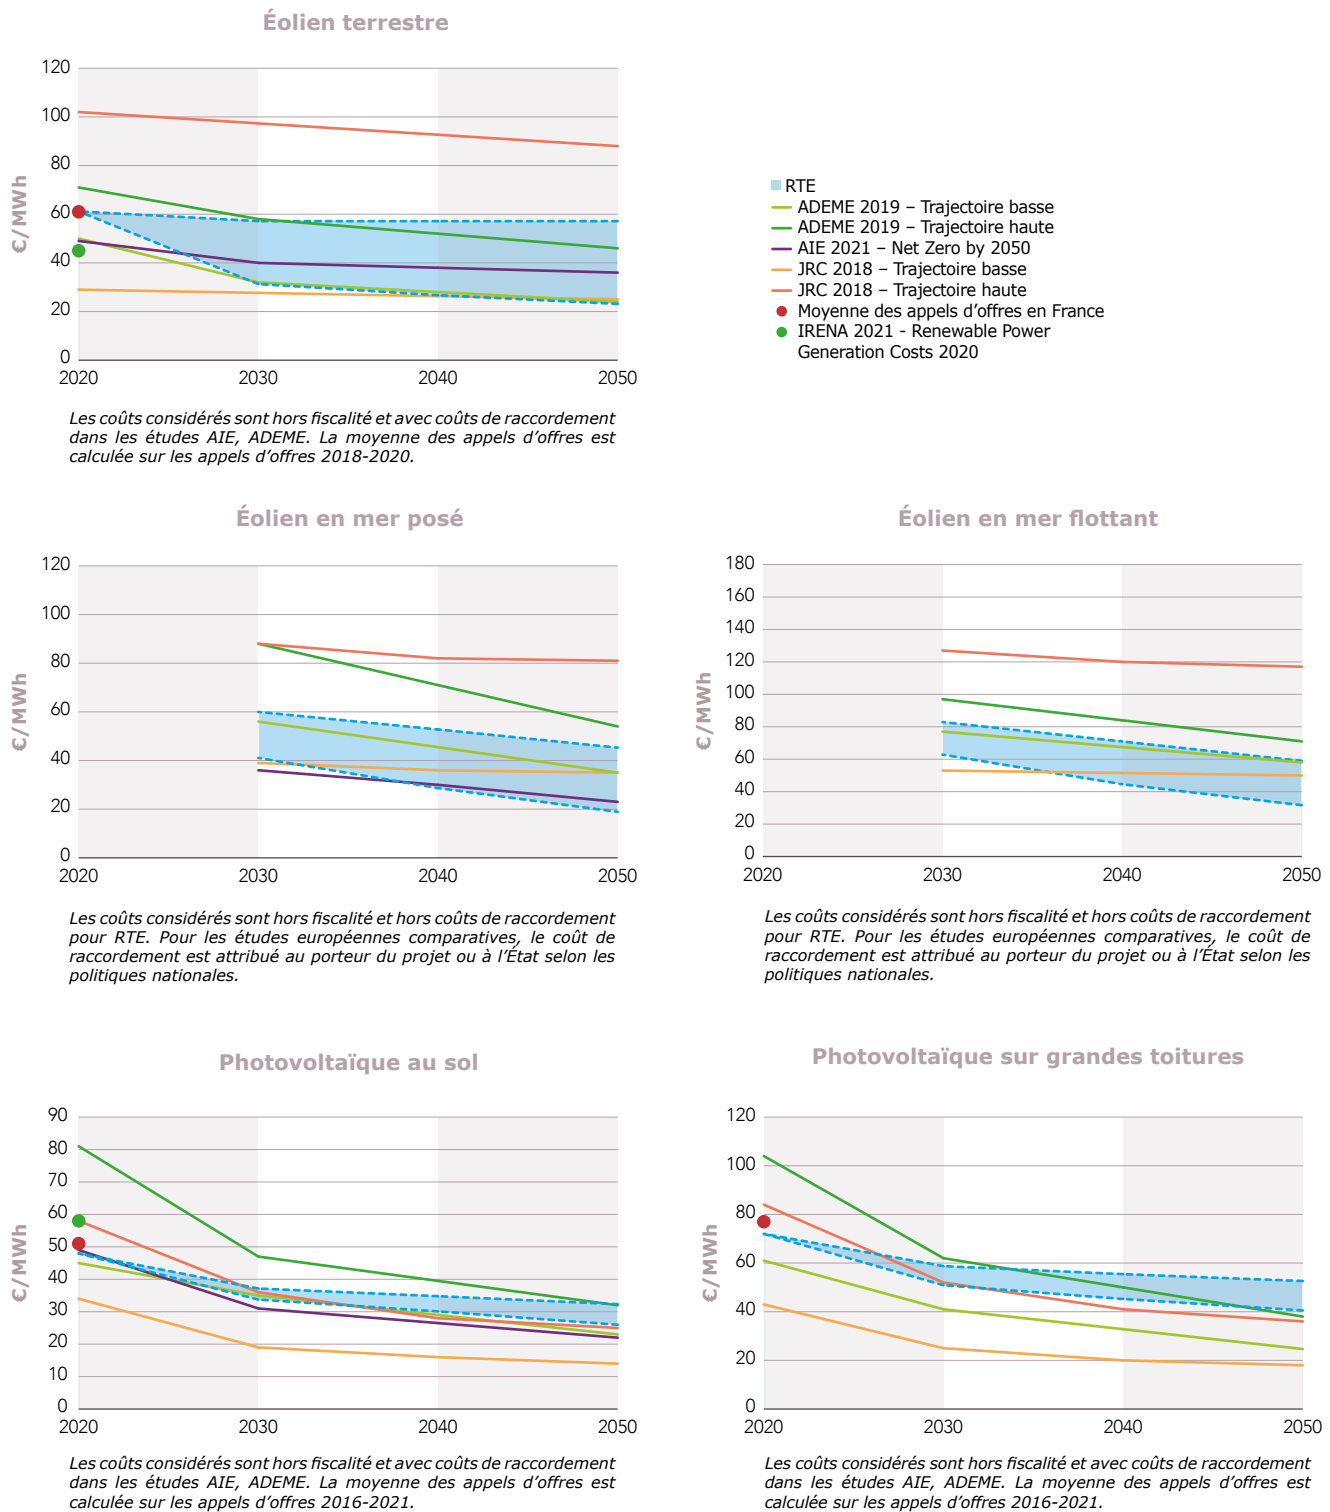 Éolien terrestre
€/MWh
120
100
80
60
40
20
0
2020 2030 2040 2050
Les coûts considérés sont hors fiscalité et avec coûts de raccordement
dans les études AIE, ADEME. La moyenne des appels d'offres est
calculée sur les appels d'offres 2018-2020.
RTE
ADEME 2019 – Trajectoire basse
ADEME 2019 – Trajectoire haute
AIE 2021 – Net Zero by 2050
JRC 2018 – Trajectoire basse
JRC 2018 – Trajectoire haute
Moyenne des appels d'offres en France
IRENA 2021 - Renewable Power
Generation Costs 2020
Éolien en mer posé
€/MWh
120
100
80
60
40
20
0
2020 2030 2040 2050
Les coûts considérés sont hors fiscalité et hors coûts de raccordement
pour RTE. Pour les études européennes comparatives, le coût de
raccordement est attribué au porteur du projet ou à l'État selon les
politiques nationales.
Éolien en mer flottant
€/MWh
180
160
140
120
100
80
60
40
20
0
2020 2030 2040 2050
Les coûts considérés sont hors fiscalité et hors coûts de raccordement
pour RTE. Pour les études européennes comparatives, le coût de
raccordement est attribué au porteur du projet ou à l'État selon les
politiques nationales.
Photovoltaïque au sol
€/MWh
90
80
70
60
50
40
30
20
10
0
2020 2030 2040 2050
Les coûts considérés sont hors fiscalité et avec coûts de raccordement
dans les études AIE, ADEME. La moyenne des appels d'offres est
calculée sur les appels d'offres 2016-2021.
Photovoltaïque sur grandes toitures
€/MWh
120
100
80
60
40
20
0
2020 2030 2040 2050
Les coûts considérés sont hors fiscalité et avec coûts de raccordement
dans les études AIE, ADEME. La moyenne des appels d'offres est
calculée sur les appels d'offres 2016-2021.